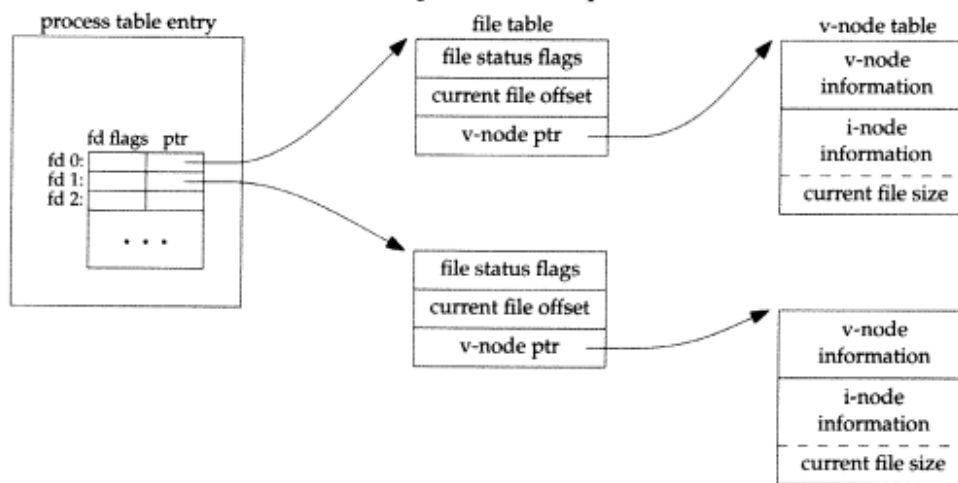 process table entry
file table
v-node table
file status flags
current file offset
v-node ptr
v-node
information
i-node
information
current file size
fd flags ptr
fd 0:
fd 1:
fd 2:
. . .
file status flags
current file offset
v-node ptr
v-node
information
i-node
information
current file size